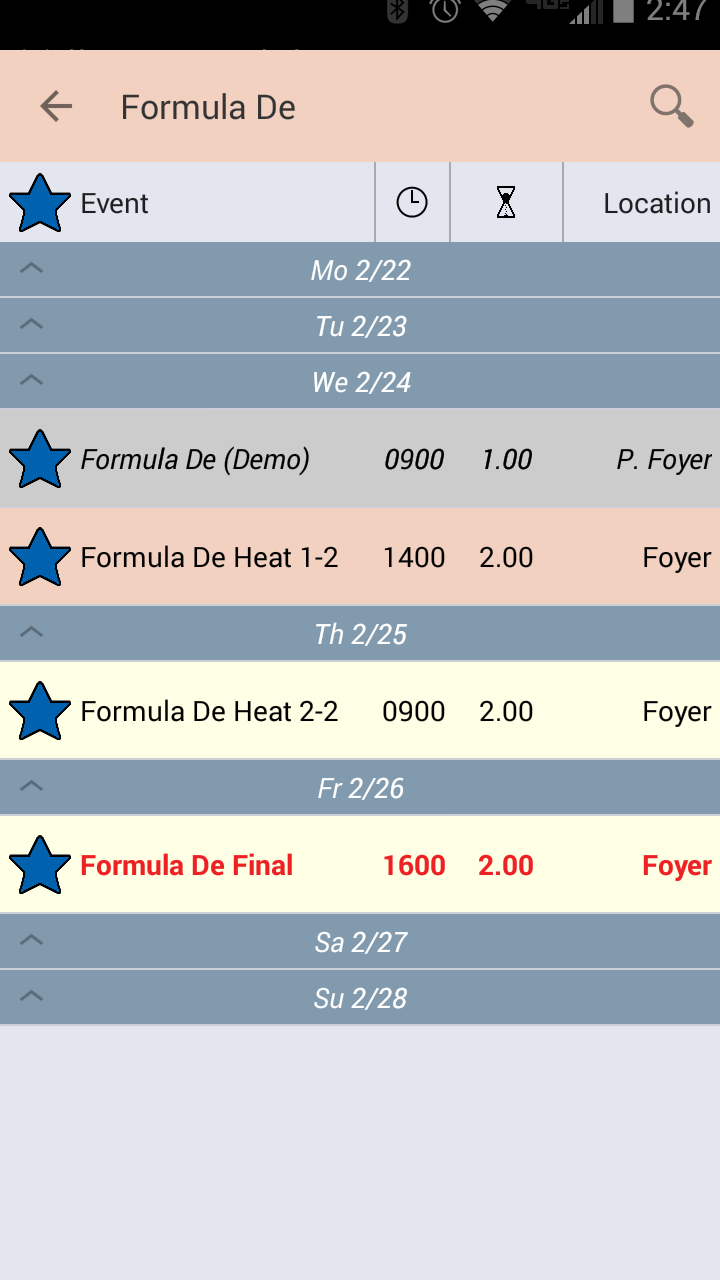 2:47
Formula De
Event Location
Mo 2/22
Tu 2/23
We 2/24
Formula De (Demo) 0900 1.00 P. Foyer
Formula De Heat 1-2 1400 2.00 Foyer
Th 2/25
Formula De Heat 2-2 0900 2.00 Foyer
Fr 2/26
Formula De Final 1600 2.00 Foyer
Sa 2/27
Su 2/28